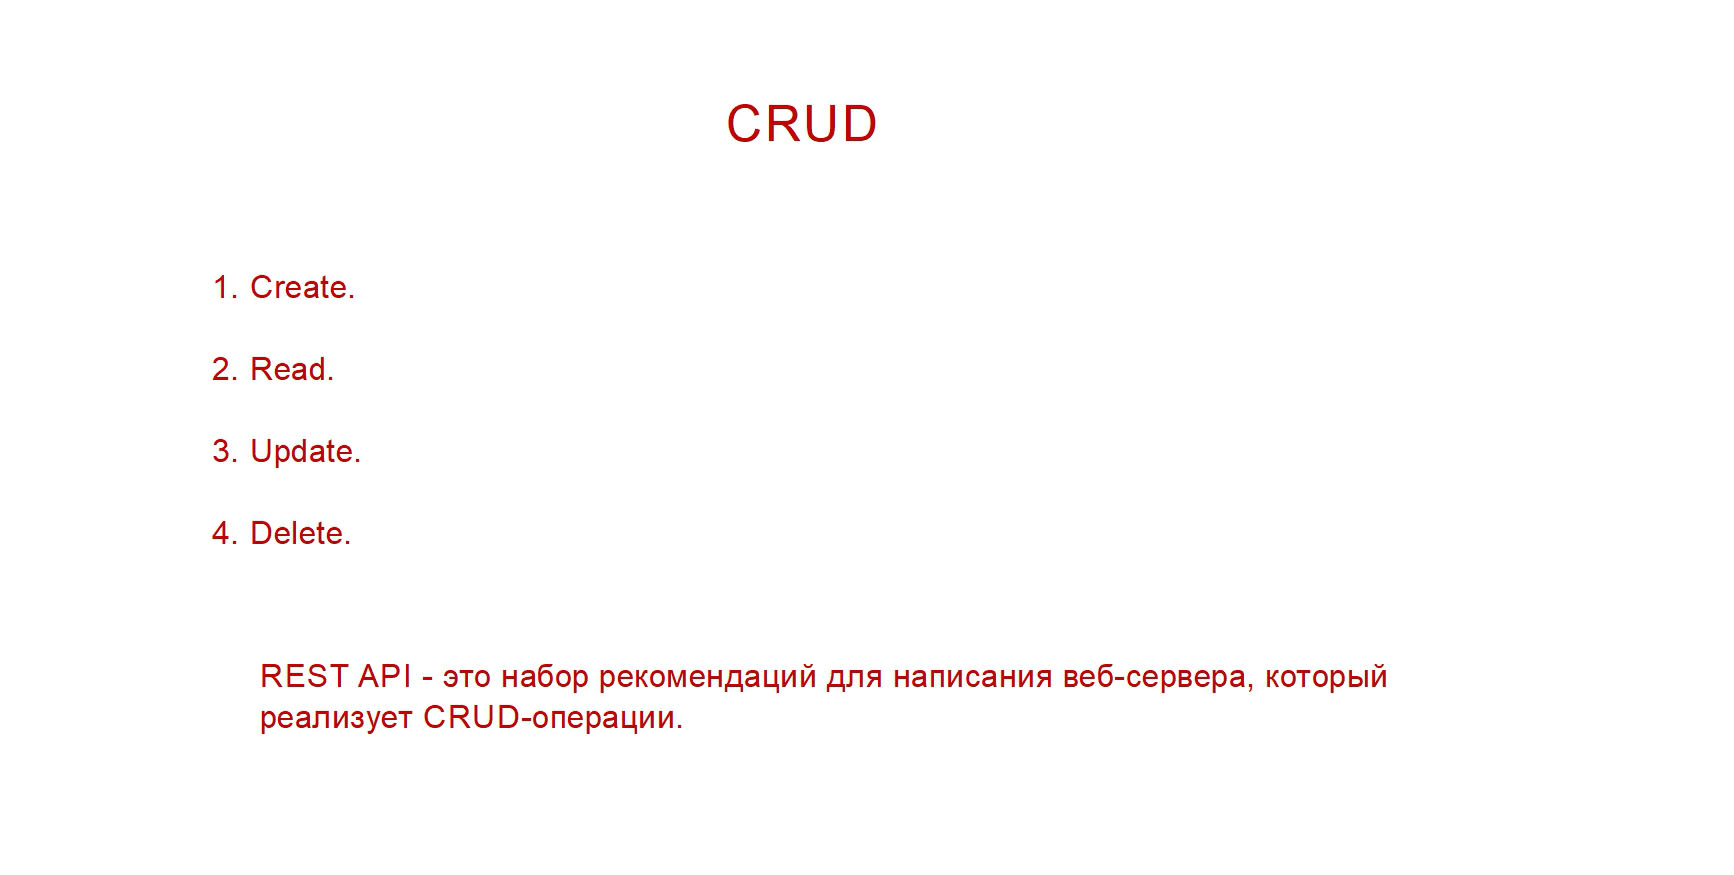 CRUD
1. Create.
2. Read.
3. Update.
4. Delete.
REST API - это набор рекомендаций для написания веб-сервера, который
реализует CRUD-операции.